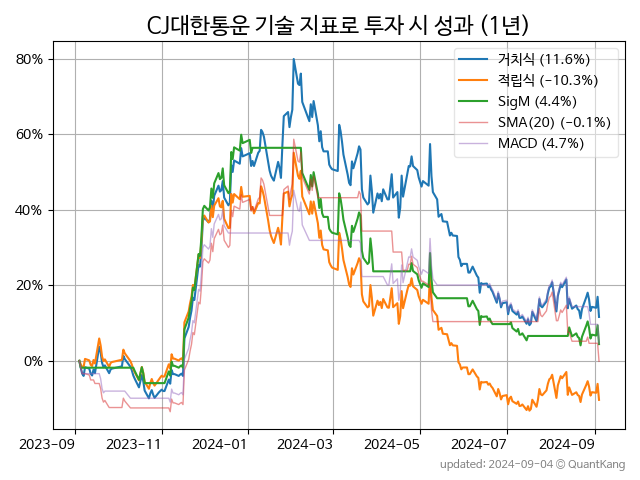 CJ대한통운 기술 지표로 투자 시 성과 (1년)
80%
60%
40%
20%
0%
거치식 (11.6%)
적립식 (−10.3%)
SigM (4.4%)
SMA(20) (−0.1%)
MACD (4.7%)
2023-09 2023-11 2024-01 2024-03 2024-05 2024-07 2024-09
updated: 2024-09-04 © QuantKang